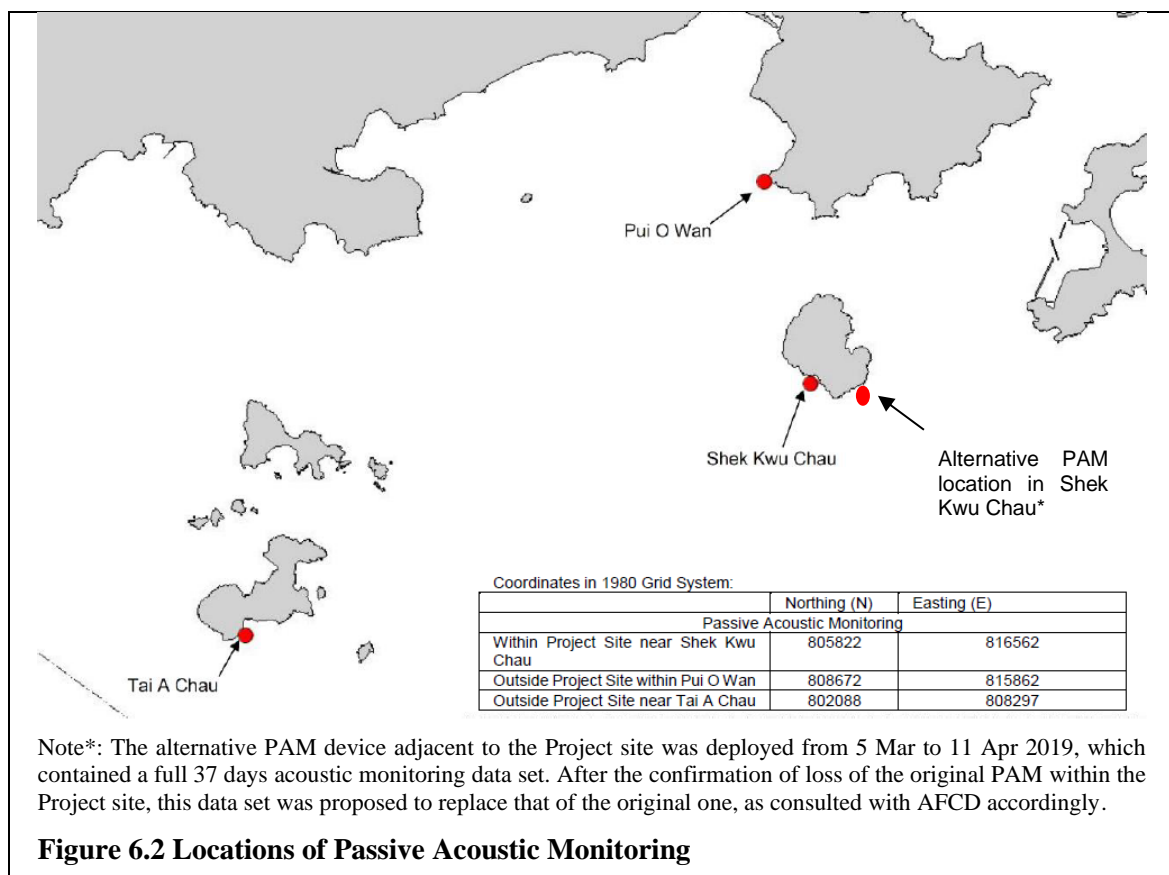 Pui O Wan
Shek Kwu Chau
Alternative PAM
location in Shek
Kwu Chau*
Tai A Chau
Coordinates in 1980 Grid System:
Northing (N) Easting (E)
Passive Acoustic Monitoring
Within Project Site near Shek Kwu 805822 816562
Chau
Outside Project Site within Pui O Wan 808672 815862
Outside Project Site near Tai A Chau 802088 808297
Note*: The alternative PAM device adjacent to the Project site was deployed from 5 Mar to 11 Apr 2019, which
contained a full 37 days acoustic monitoring data set. After the confirmation of loss of the original PAM within the
Project site, this data set was proposed to replace that of the original one, as consulted with AFCD accordingly.
Figure 6.2 Locations of Passive Acoustic Monitoring